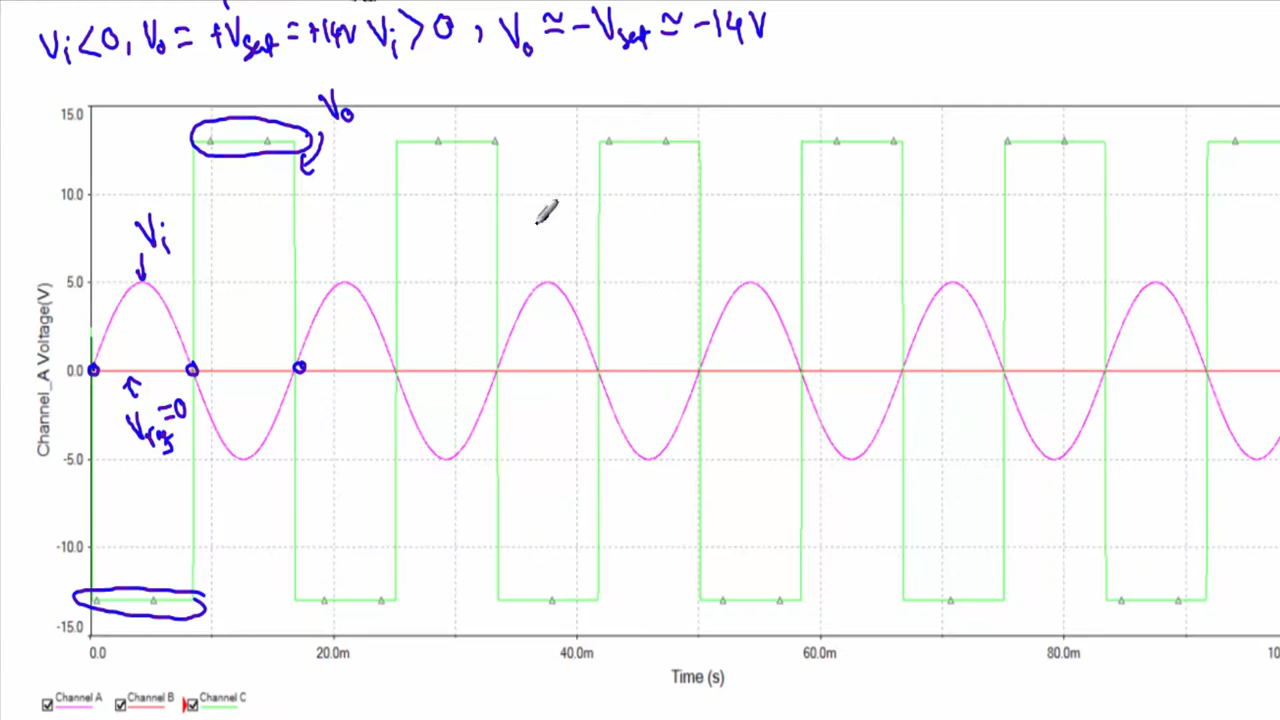 Vi<0, Vo = +Vsat = +14V Vi > 0 , Vo ≃ -Vsat ≃ -14V
Vo
Vi
=0
15.0
10.0
5.0
0.0
-5.0
-10.0
-15.0
Channel_A Voltage(V)
0.0 20.0m 40.0m 60.0m 80.0m 10
Time (s)
Channel A Channel B Channel C